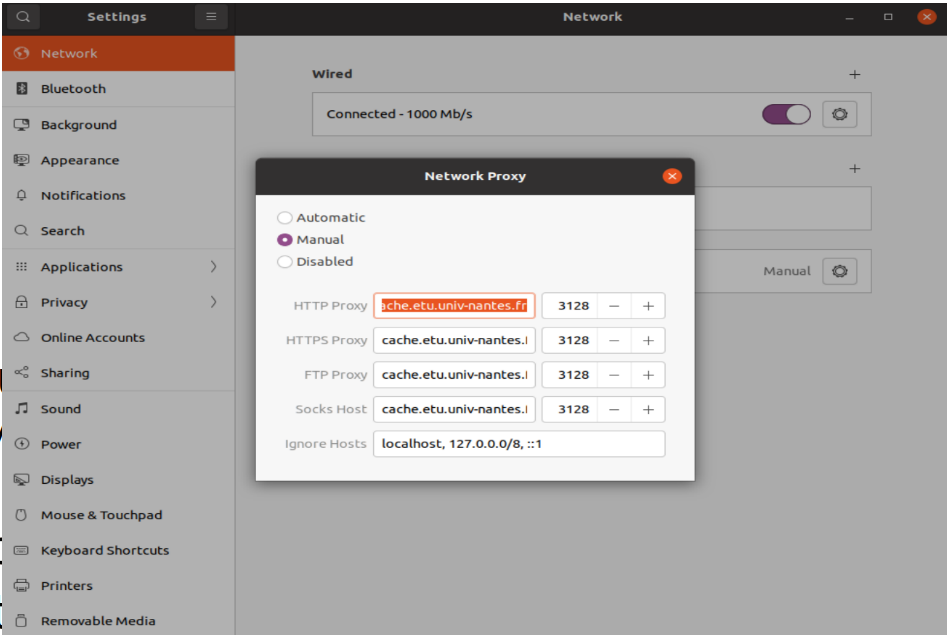 Settings
Network
Network
Bluetooth
Background
Appearance
Notifications
Search
Applications
Privacy
Online Accounts
Sharing
Sound
Power
Displays
Mouse & Touchpad
Keyboard Shortcuts
Printers
Removable Media
Wired
Connected - 1000 Mb/s
Manual
Network Proxy
Automatic
Manual
Disabled
HTTP Proxy ache.etu.univ-nantes.fr 3128 − +
HTTPS Proxy cache.etu.univ-nantes. 3128 − +
FTP Proxy cache.etu.univ-nantes. 3128 − +
Socks Host cache.etu.univ-nantes. 3128 − +
Ignore Hosts localhost, 127.0.0.0/8, ::1